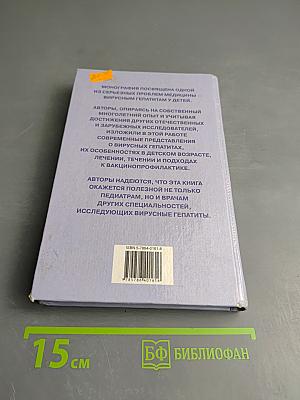 МОНОГРАФИЯ ПОСВЯЩЕНА ОДНОЙ
ИЗ СЕРЬЕЗНЫХ ПРОБЛЕМ МЕДИЦИНЫ
ВИРУСНЫМ ГЕПАТИТАМ У ДЕТЕЙ.
АВТОРЫ, ОПИРАЯСЬ НА СОБСТВЕННЫЙ
МНОГОЛЕТНИЙ ОПЫТ И УЧИТЫВАЯ
ДОСТИЖЕНИЯ ДРУГИХ ОТЕЧЕСТВЕННЫХ
И ЗАРУБЕЖНЫХ ИССЛЕДОВАТЕЛЕЙ,
ИЗЛОЖИЛИ В ЭТОЙ РАБОТЕ
СОВРЕМЕННЫЕ ПРЕДСТАВЛЕНИЯ
О ВИРУСНЫХ ГЕПАТИТАХ,
ИХ ОСОБЕННОСТЯХ В ДЕТСКОМ ВОЗРАСТЕ,
ЛЕЧЕНИИ, ТЕЧЕНИИ И ПОДХОДАХ
К ВАКЦИНОПРОФИЛАКТИКЕ.
АВТОРЫ НАДЕЮТСЯ, ЧТО ЭТА КНИГА
ОКАЖЕТСЯ ПОЛЕЗНОЙ НЕ ТОЛЬКО
ПЕДИАТРАМ, НО И ВРАЧАМ
ДРУГИХ СПЕЦИАЛЬНОСТЕЙ,
ИССЛЕДУЮЩИХ ВИРУСНЫЕ ГЕПАТИТЫ.
15 см
БФ БИБЛИОФАН